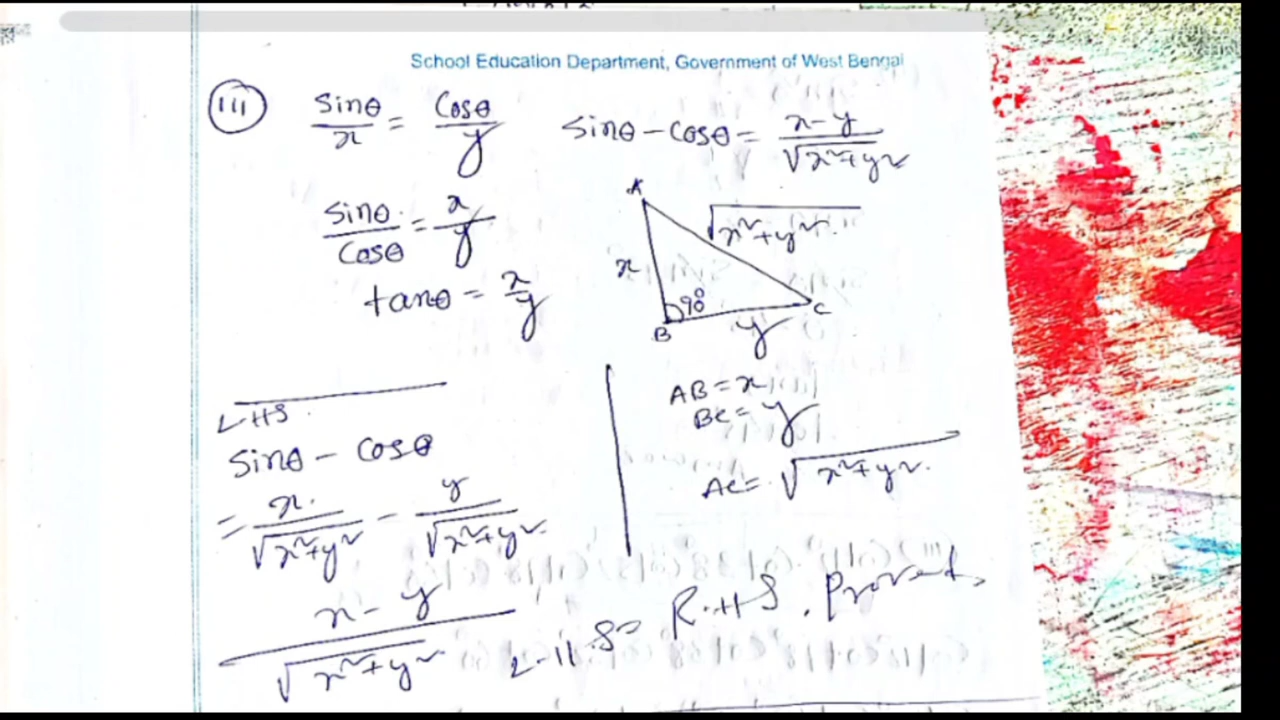 School Education Department, Government of West Bengal
(iii) sinθ/x = cosθ/y sinθ - cosθ = x-y/√x²+y²
sinθ/cosθ = x/y
tanθ = x/y
A
√x²+y²
x
90°
B
y
C
AB = x
BC = y
AC = √x²+y²
LHS
sinθ - cosθ
= x/√x²+y² - y/√x²+y²
x-y/√x²+y²
L.H.S = R.H.S. Proved,